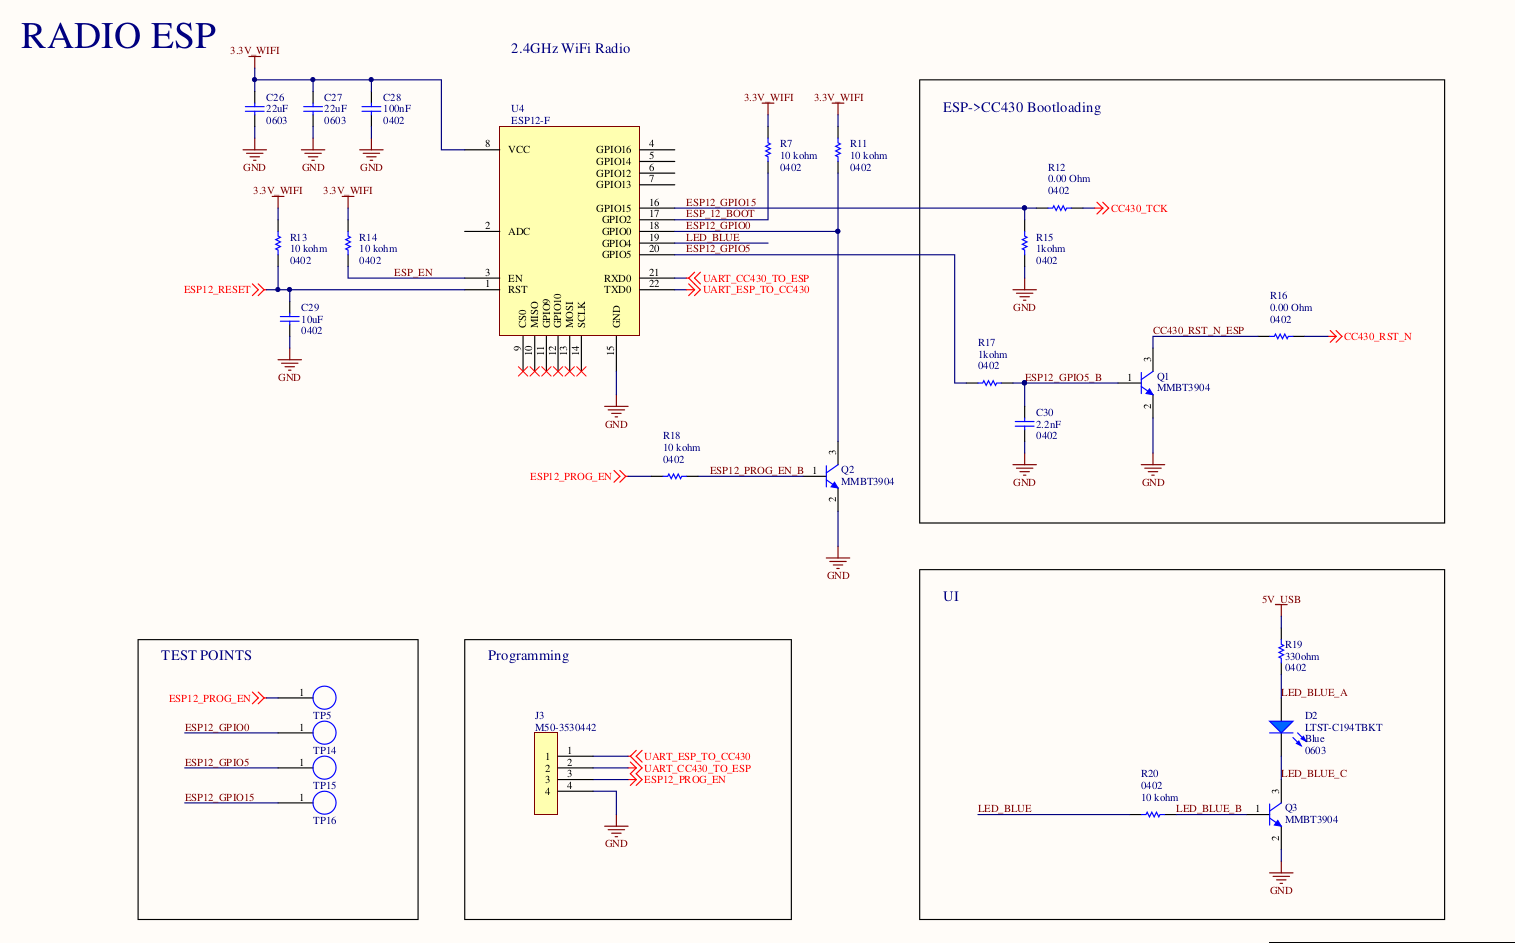 RADIO ESP
2.4GHz WiFi Radio
3.3V_WIFI
C26
22uF
0603
C27
22uF
0603
C28
100nF
0402
GND
GND
GND
3.3V_WIFI
3.3V_WIFI
R13
10 kohm
0402
R14
10 kohm
0402
ESP_EN
ESP12_RESET
C29
10uF
0402
GND
U4
ESP12-F
8
VCC
2
ADC
3
EN
1
RST
GPIO16
4
GPIO14
5
GPIO12
6
GPIO13
7
GPIO15
16
ESP12_GPIO15
GPIO2
17
ESP_12_BOOT
GPIO0
18
ESP12_GPIO0
GPIO4
19
LED_BLUE
GPIO5
20
ESP12_GPIO5
RXD0
21
UART_CC430_TO_ESP
TXD0
22
UART_ESP_TO_CC430
CS0
MISO
GPIO9
GPIO10
MOSI
SCLK
GND
9
10
11
12
13
14
15
GND
3.3V_WIFI
3.3V_WIFI
R7
10 kohm
0402
R11
10 kohm
0402
R18
10 kohm
0402
ESP12_PROG_EN
ESP12_PROG_EN_B
1
3
2
Q2
MMBT3904
GND
ESP->CC430 Bootloading
R12
0.00 Ohm
0402
CC430_TCK
R15
1kohm
0402
GND
R16
0.00 Ohm
0402
CC430_RST_N_ESP
CC430_RST_N
R17
1kohm
0402
ESP12_GPIO5_B
1
3
2
Q1
MMBT3904
C30
2.2nF
0402
GND
GND
UI
5V_USB
R19
330ohm
0402
LED_BLUE_A
D2
LTST-C194TBKT
Blue
0603
LED_BLUE_C
R20
0402
10 kohm
LED_BLUE
LED_BLUE_B
1
3
2
Q3
MMBT3904
GND
TEST POINTS
ESP12_PROG_EN
1
TP5
ESP12_GPIO0
1
TP14
ESP12_GPIO5
1
TP15
ESP12_GPIO15
1
TP16
Programming
J3
M50-3530442
1
1
UART_ESP_TO_CC430
2
2
UART_CC430_TO_ESP
3
3
ESP12_PROG_EN
4
4
GND